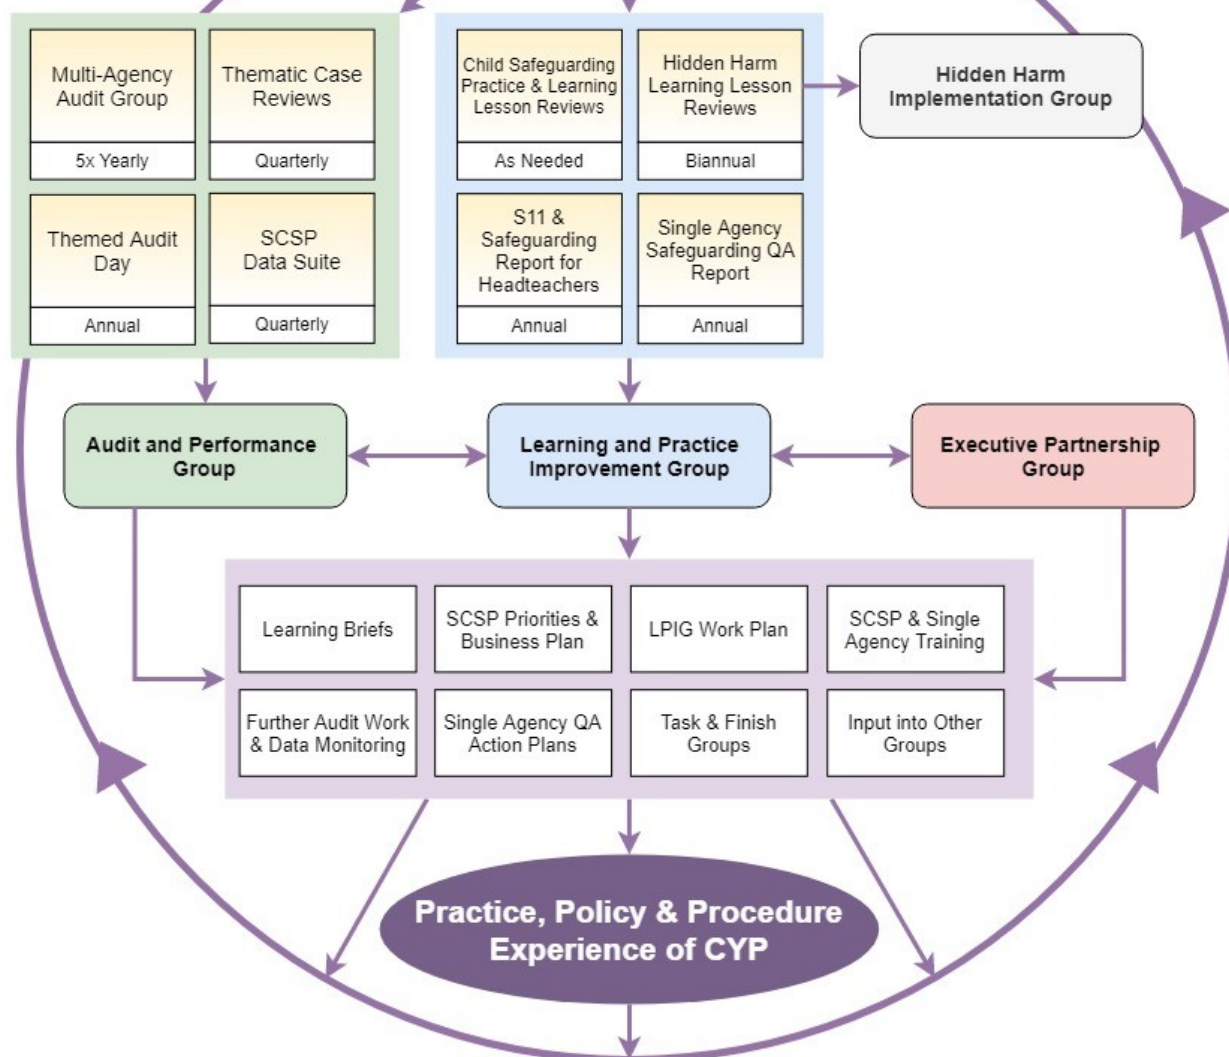 Multi-Agency
Audit Group
5x Yearly
Thematic Case
Reviews
Quarterly
Child Safeguarding
Practice & Learning
Lesson Reviews
As Needed
Hidden Harm
Learning Lesson
Reviews
Biannual
Hidden Harm
Implementation Group
Themed Audit
Day
Annual
SCSP
Data Suite
Quarterly
S11 &
Safeguarding
Report for
Headteachers
Annual
Single Agency
Safeguarding QA
Report
Annual
Audit and Performance
Group
Learning and Practice
Improvement Group
Executive Partnership
Group
Learning Briefs
SCSP Priorities &
Business Plan
LPIG Work Plan
SCSP & Single
Agency Training
Further Audit Work
& Data Monitoring
Single Agency QA
Action Plans
Task & Finish
Groups
Input into Other
Groups
Practice, Policy & Procedure
Experience of CYP